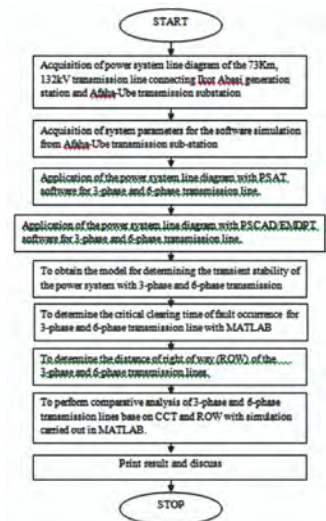 START
Acquisition of power system line diagram of the 73Km,
132kV transmission line connecting Ikot Abasi generation
station and Afaha-Ube transmission substation
Acquisition of system parameters for the software simulation
from Afaha-Ube transmission sub-station
Application of the power system line diagram with PSAT
software for 3-phase and 6-phase transmission line.
Application of the power system line diagram with PSCAD/EMDPT
software for 3-phase and 6-phase transmission line.
To obtain the model for determining the transient stability of
the power system with 3-phase and 6-phase transmission
To determine the critical clearing time of fault occurrence for
3-phase and 6-phase transmission line with MATLAB
To determine the distance of right of way (ROW) of the
3-phase and 6-phase transmission lines.
To perform comparative analysis of 3-phase and 6-phase
transmission lines base on CCT and ROW with simulation
carried out in MATLAB.
Print result and discuss
STOP